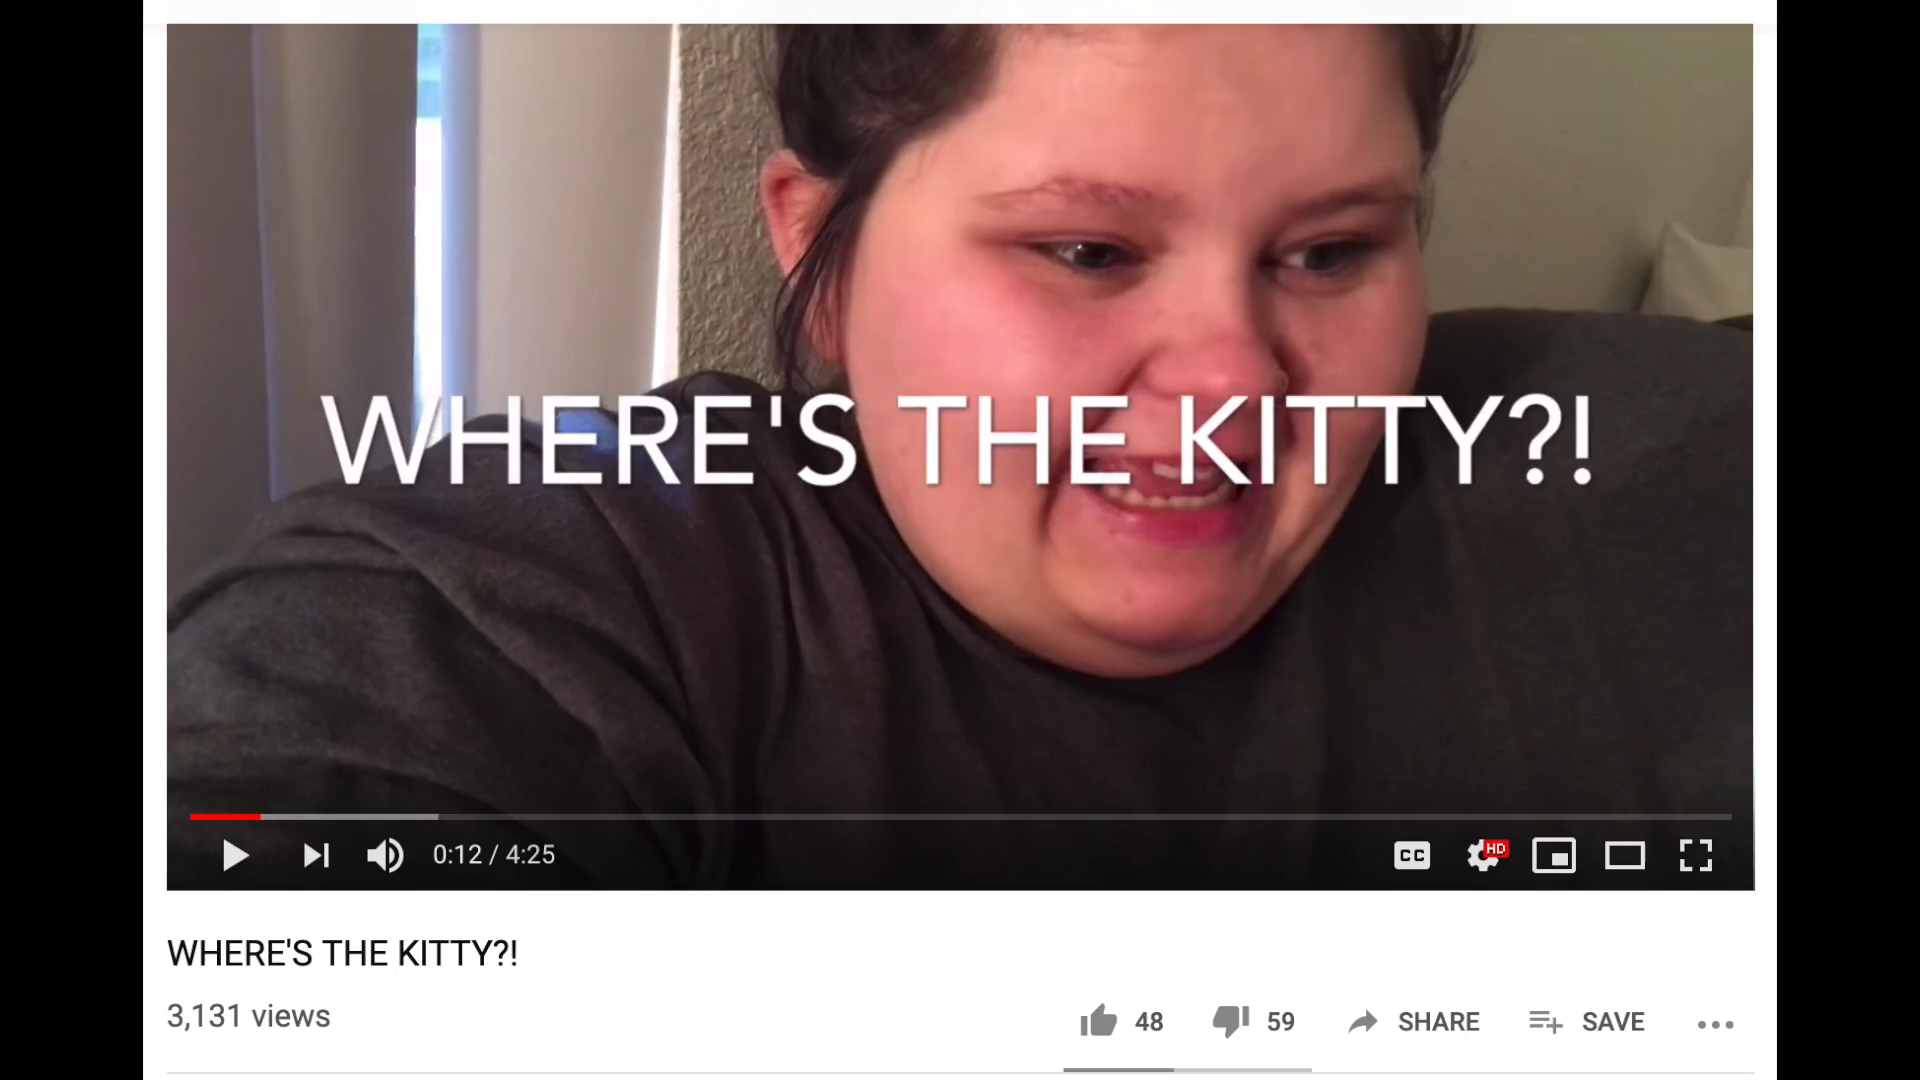 WHERE'S THE KITTY?!
0:12 / 4:25
CC
HD
WHERE'S THE KITTY?!
3,131 views
48
59
SHARE
SAVE